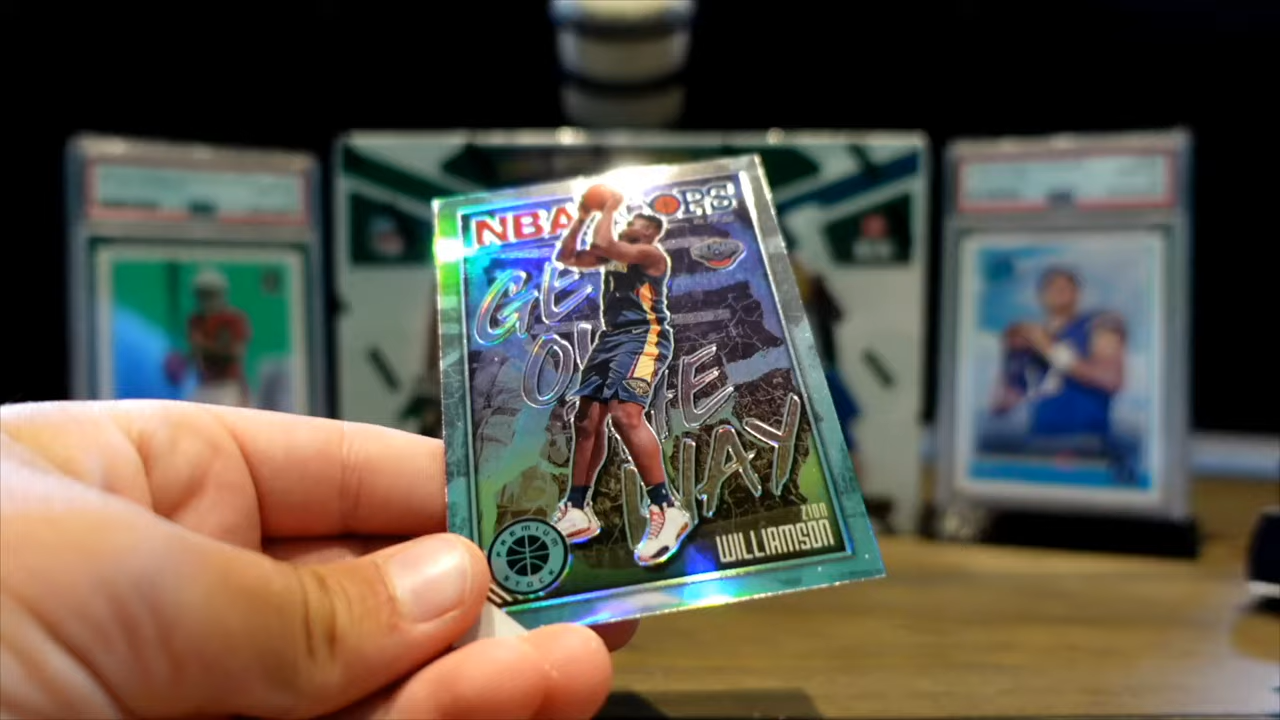 NBA HOOPS
GET
OUT
THE
WAY
PREMIUM
STOCK
ZION
WILLIAMSON